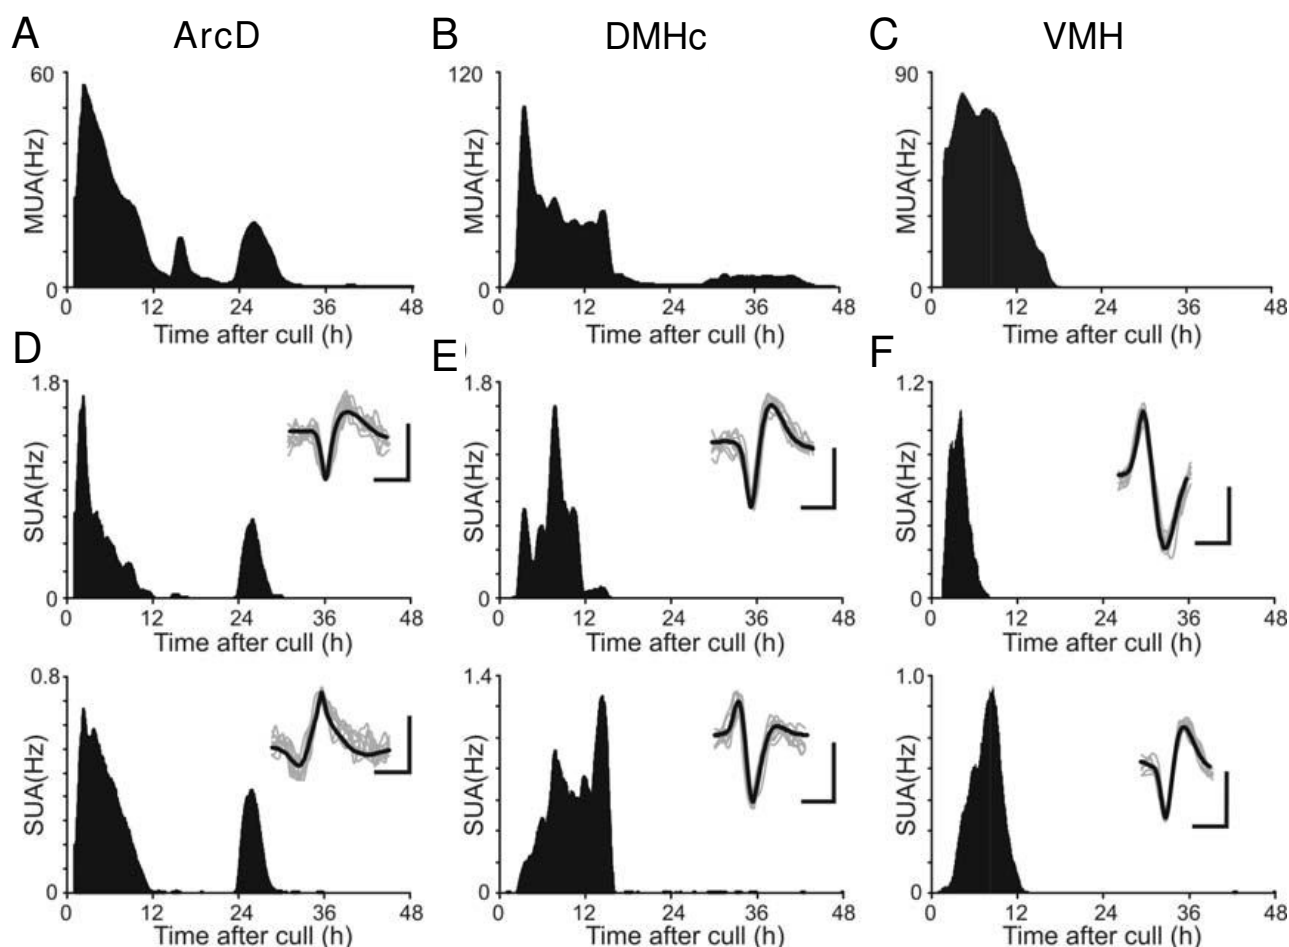 A ArcD B DMHc C VMH
60 120 90
MUA(Hz) MUA(Hz) MUA(Hz)
0 0 0
0 12 24 36 48 0 12 24 36 48 0 12 24 36 48
Time after cull (h) Time after cull (h) Time after cull (h)
D E F
1.8 1.8 1.2
SUA(Hz) SUA(Hz) SUA(Hz)
0 0 0
0 12 24 36 48 0 12 24 36 48 0 12 24 36 48
Time after cull (h) Time after cull (h) Time after cull (h)
0.8 1.4 1.0
SUA(Hz) SUA(Hz) SUA(Hz)
0 0 0
0 12 24 36 48 0 12 24 36 48 0 12 24 36 48
Time after cull (h) Time after cull (h) Time after cull (h)